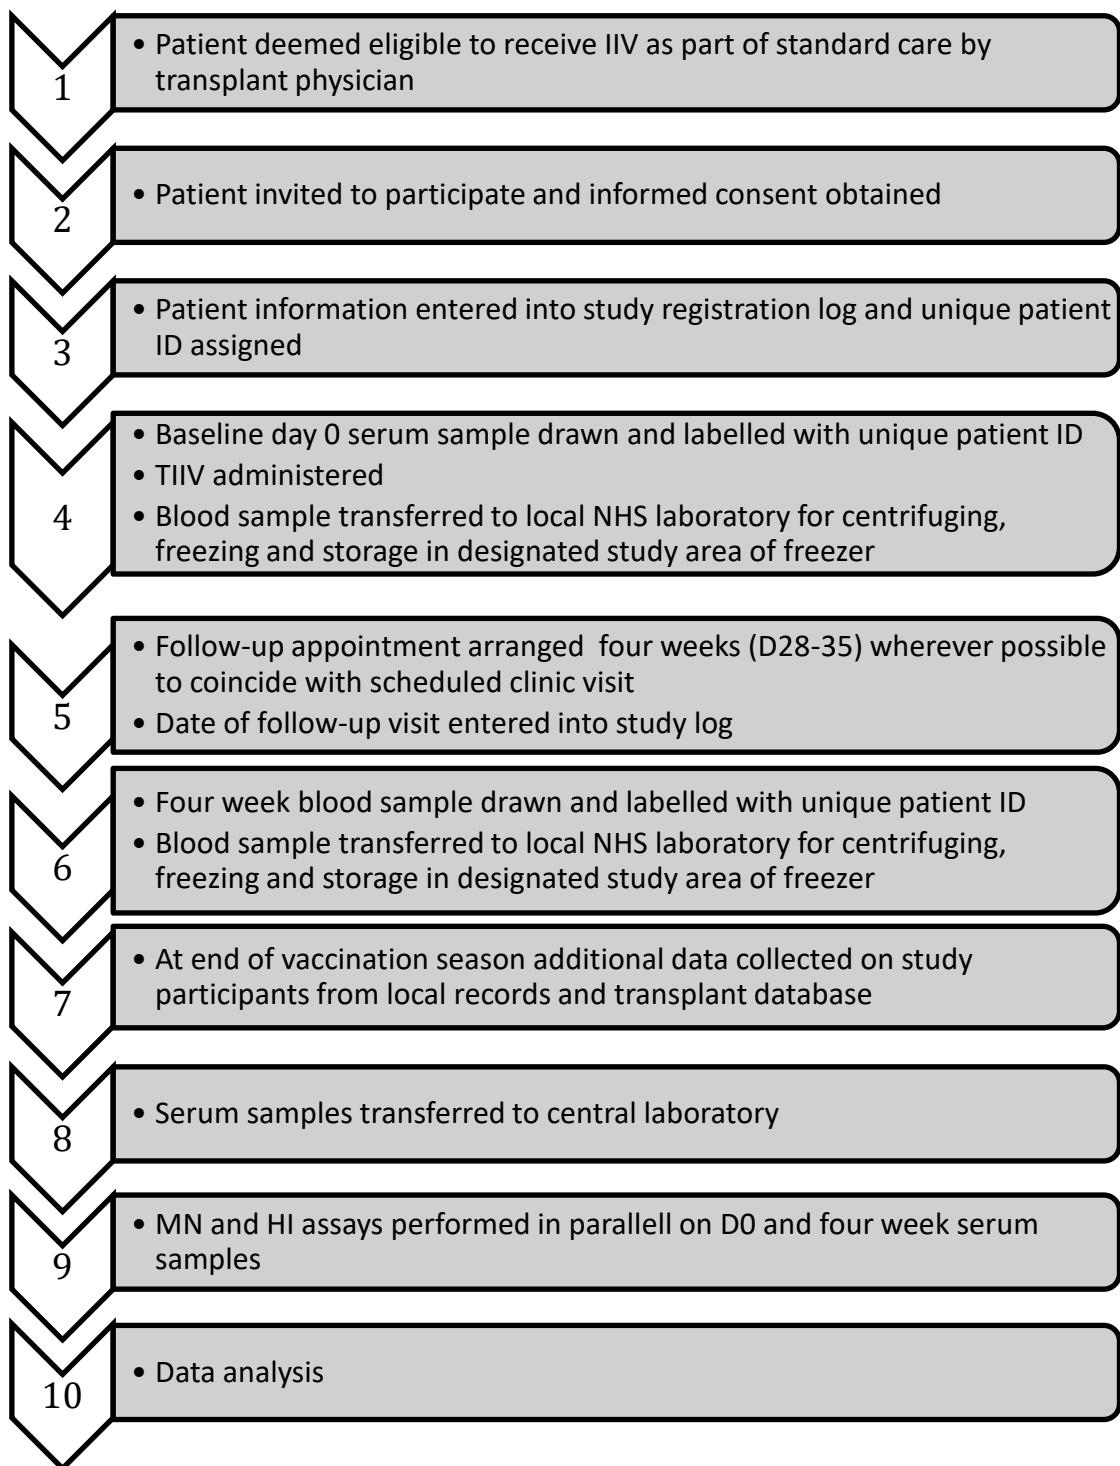 1
• Patient deemed eligible to receive IIV as part of standard care by
transplant physician
2
• Patient invited to participate and informed consent obtained
3
• Patient information entered into study registration log and unique patient
ID assigned
4
• Baseline day 0 serum sample drawn and labelled with unique patient ID
• TIIV administered
• Blood sample transferred to local NHS laboratory for centrifuging,
freezing and storage in designated study area of freezer
5
• Follow-up appointment arranged  four weeks (D28-35) wherever possible
to coincide with scheduled clinic visit
• Date of follow-up visit entered into study log
6
• Four week blood sample drawn and labelled with unique patient ID
• Blood sample transferred to local NHS laboratory for centrifuging,
freezing and storage in designated study area of freezer
7
• At end of vaccination season additional data collected on study
participants from local records and transplant database
8
• Serum samples transferred to central laboratory
9
• MN and HI assays performed in parallell on D0 and four week serum
samples
10
• Data analysis